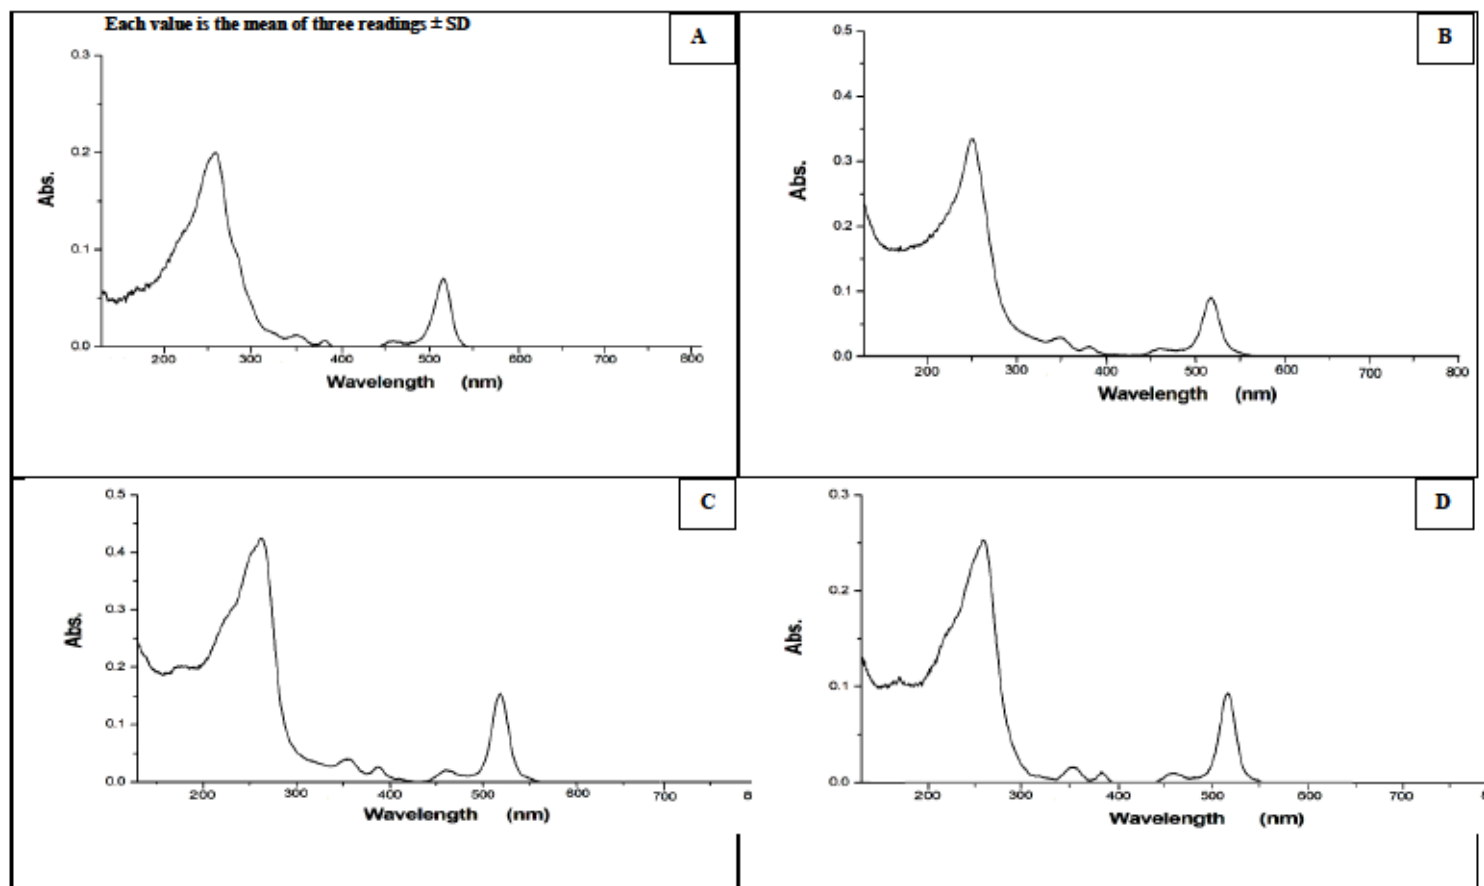 Each value is the mean of three readings ± SD
A
0.3
0.2
0.1
0.0
Abs.
200 300 400 500 600 700 800
Wavelength (nm)
B
0.5
0.4
0.3
0.2
0.1
0.0
Abs.
200 300 400 500 600 700 800
Wavelength (nm)
C
0.5
0.4
0.3
0.2
0.1
0.0
Abs.
200 300 400 500 600 700 8
Wavelength (nm)
D
0.3
0.2
0.1
0.0
Abs.
200 300 400 500 600 700 8
Wavelength (nm)